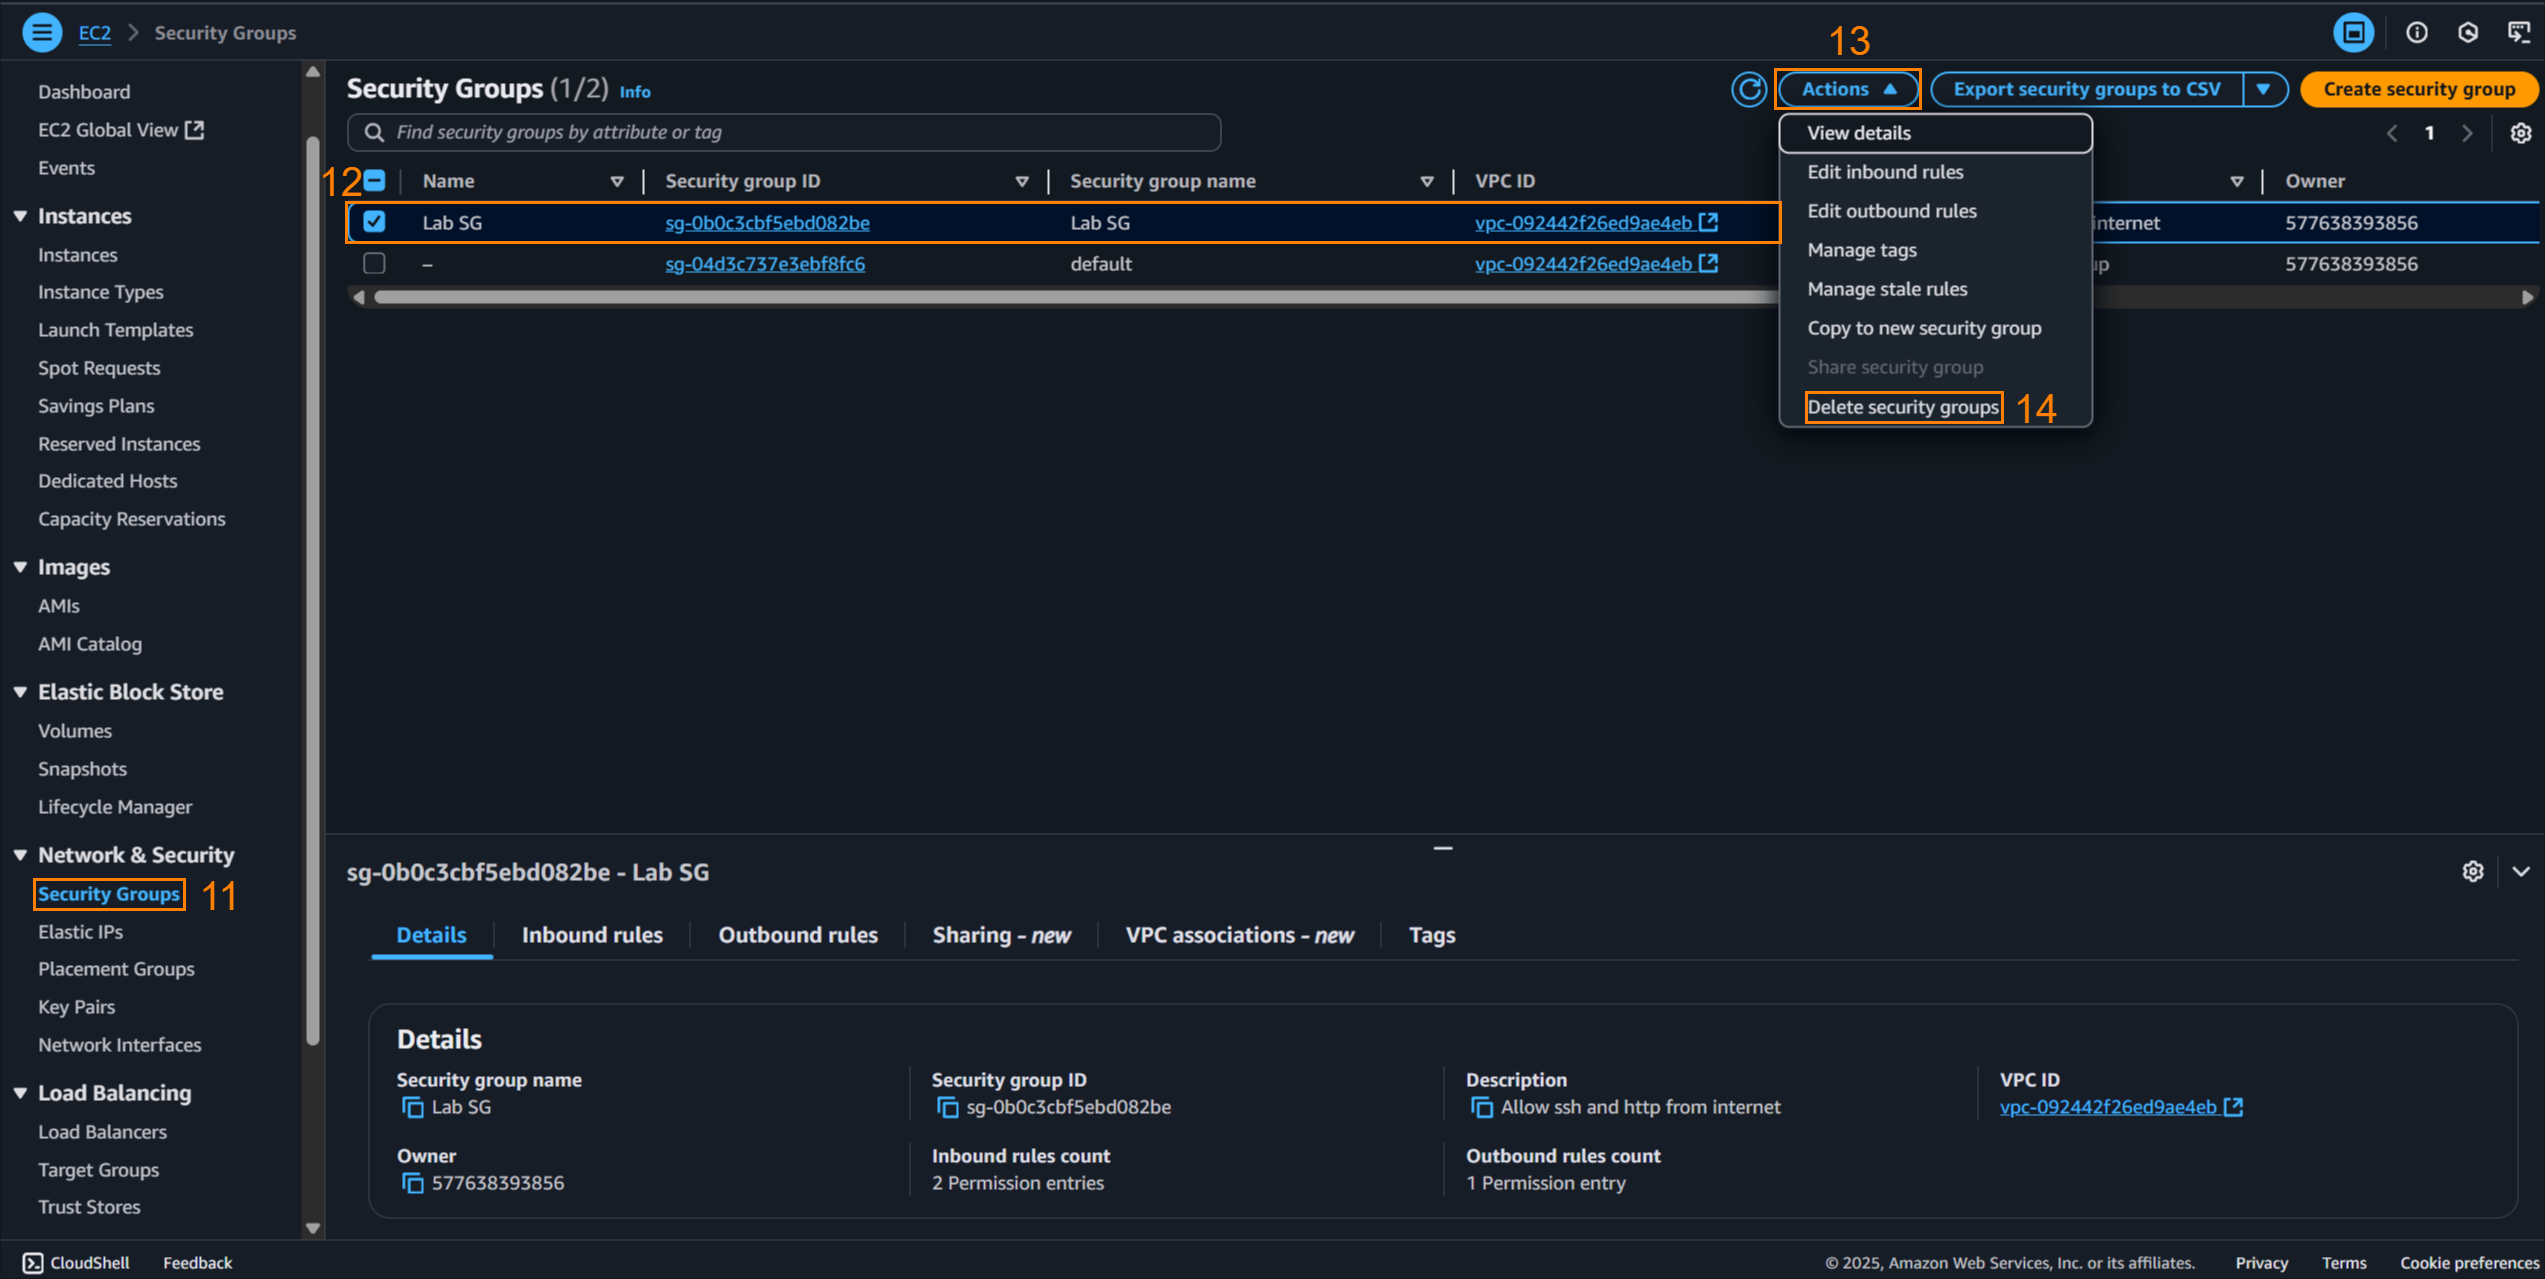 EC2 > Security Groups
13
Dashboard
EC2 Global View
Events
Instances
Instances
Instance Types
Launch Templates
Spot Requests
Savings Plans
Reserved Instances
Dedicated Hosts
Capacity Reservations
Images
AMIs
AMI Catalog
Elastic Block Store
Volumes
Snapshots
Lifecycle Manager
Network & Security
Security Groups 11
Elastic IPs
Placement Groups
Key Pairs
Network Interfaces
Load Balancing
Load Balancers
Target Groups
Trust Stores
Security Groups (1/2) Info
Actions
Export security groups to CSV
Create security group
Find security groups by attribute or tag
1
12
Name Security group ID Security group name VPC ID Owner
Lab SG sg-0b0c3cbf5ebd082be Lab SG vpc-092442f26ed9ae4eb internet 577638393856
– sg-04d3c737e3ebf8fc6 default vpc-092442f26ed9ae4eb up 577638393856
View details
Edit inbound rules
Edit outbound rules
Manage tags
Manage stale rules
Copy to new security group
Share security group
Delete security groups 14
sg-0b0c3cbf5ebd082be - Lab SG
Details Inbound rules Outbound rules Sharing - new VPC associations - new Tags
Details
Security group name
Lab SG
Security group ID
sg-0b0c3cbf5ebd082be
Description
Allow ssh and http from internet
VPC ID
vpc-092442f26ed9ae4eb
Owner
577638393856
Inbound rules count
2 Permission entries
Outbound rules count
1 Permission entry
CloudShell Feedback © 2025, Amazon Web Services, Inc. or its affiliates. Privacy Terms Cookie preferences